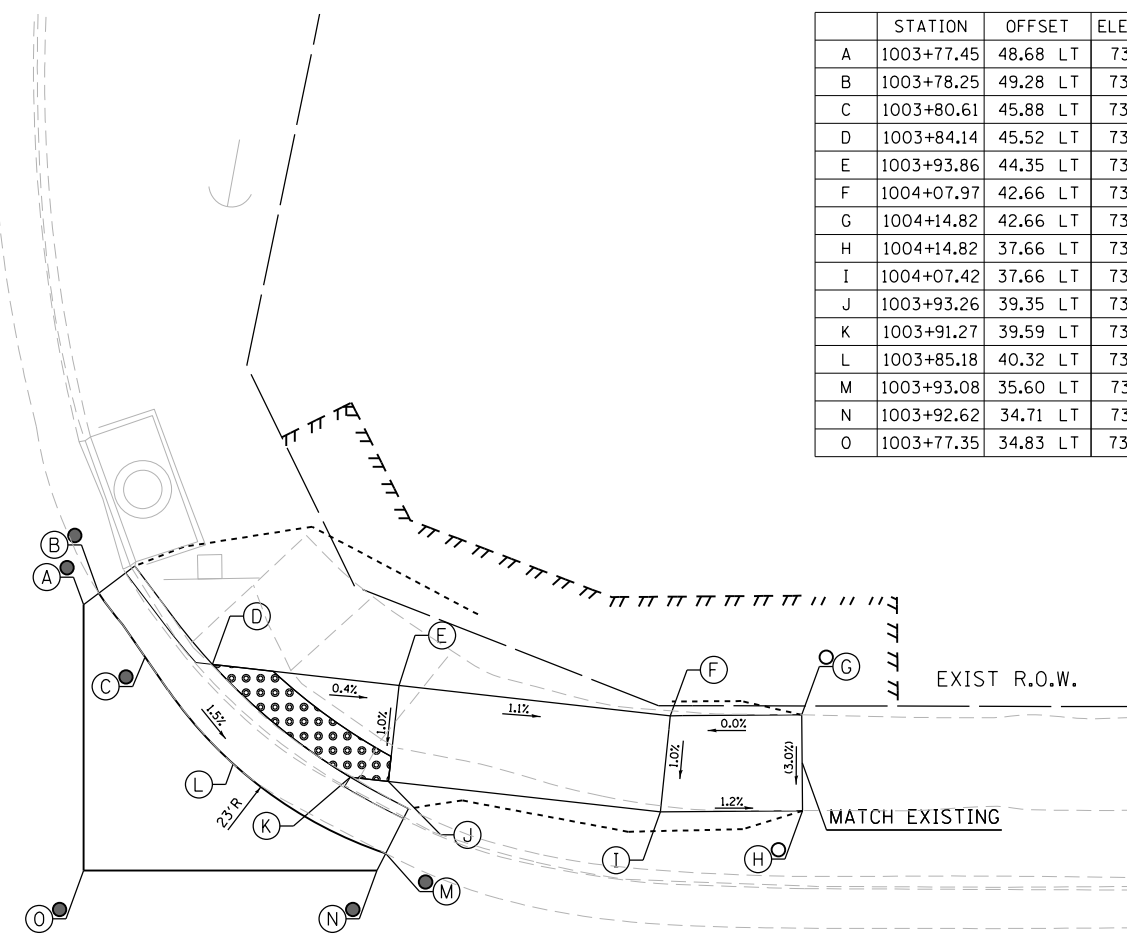 STATION OFFSET ELE
A 1003+77.45 48.68 LT 73
B 1003+78.25 49.28 LT 73
C 1003+80.61 45.88 LT 73
D 1003+84.14 45.52 LT 73
E 1003+93.86 44.35 LT 73
F 1004+07.97 42.66 LT 73
G 1004+14.82 42.66 LT 73
H 1004+14.82 37.66 LT 73
I 1004+07.42 37.66 LT 73
J 1003+93.26 39.35 LT 73
K 1003+91.27 39.59 LT 73
L 1003+85.18 40.32 LT 73
M 1003+93.08 35.60 LT 73
N 1003+92.62 34.71 LT 73
O 1003+77.35 34.83 LT 73
B
A
D
E
C
F
G
EXIST R.O.W.
0.4%
1.0%
1.1%
0.0%
1.5%
1.0%
(3.0%)
L
23'R
K
1.2%
MATCH EXISTING
J
I
H
M
O
N